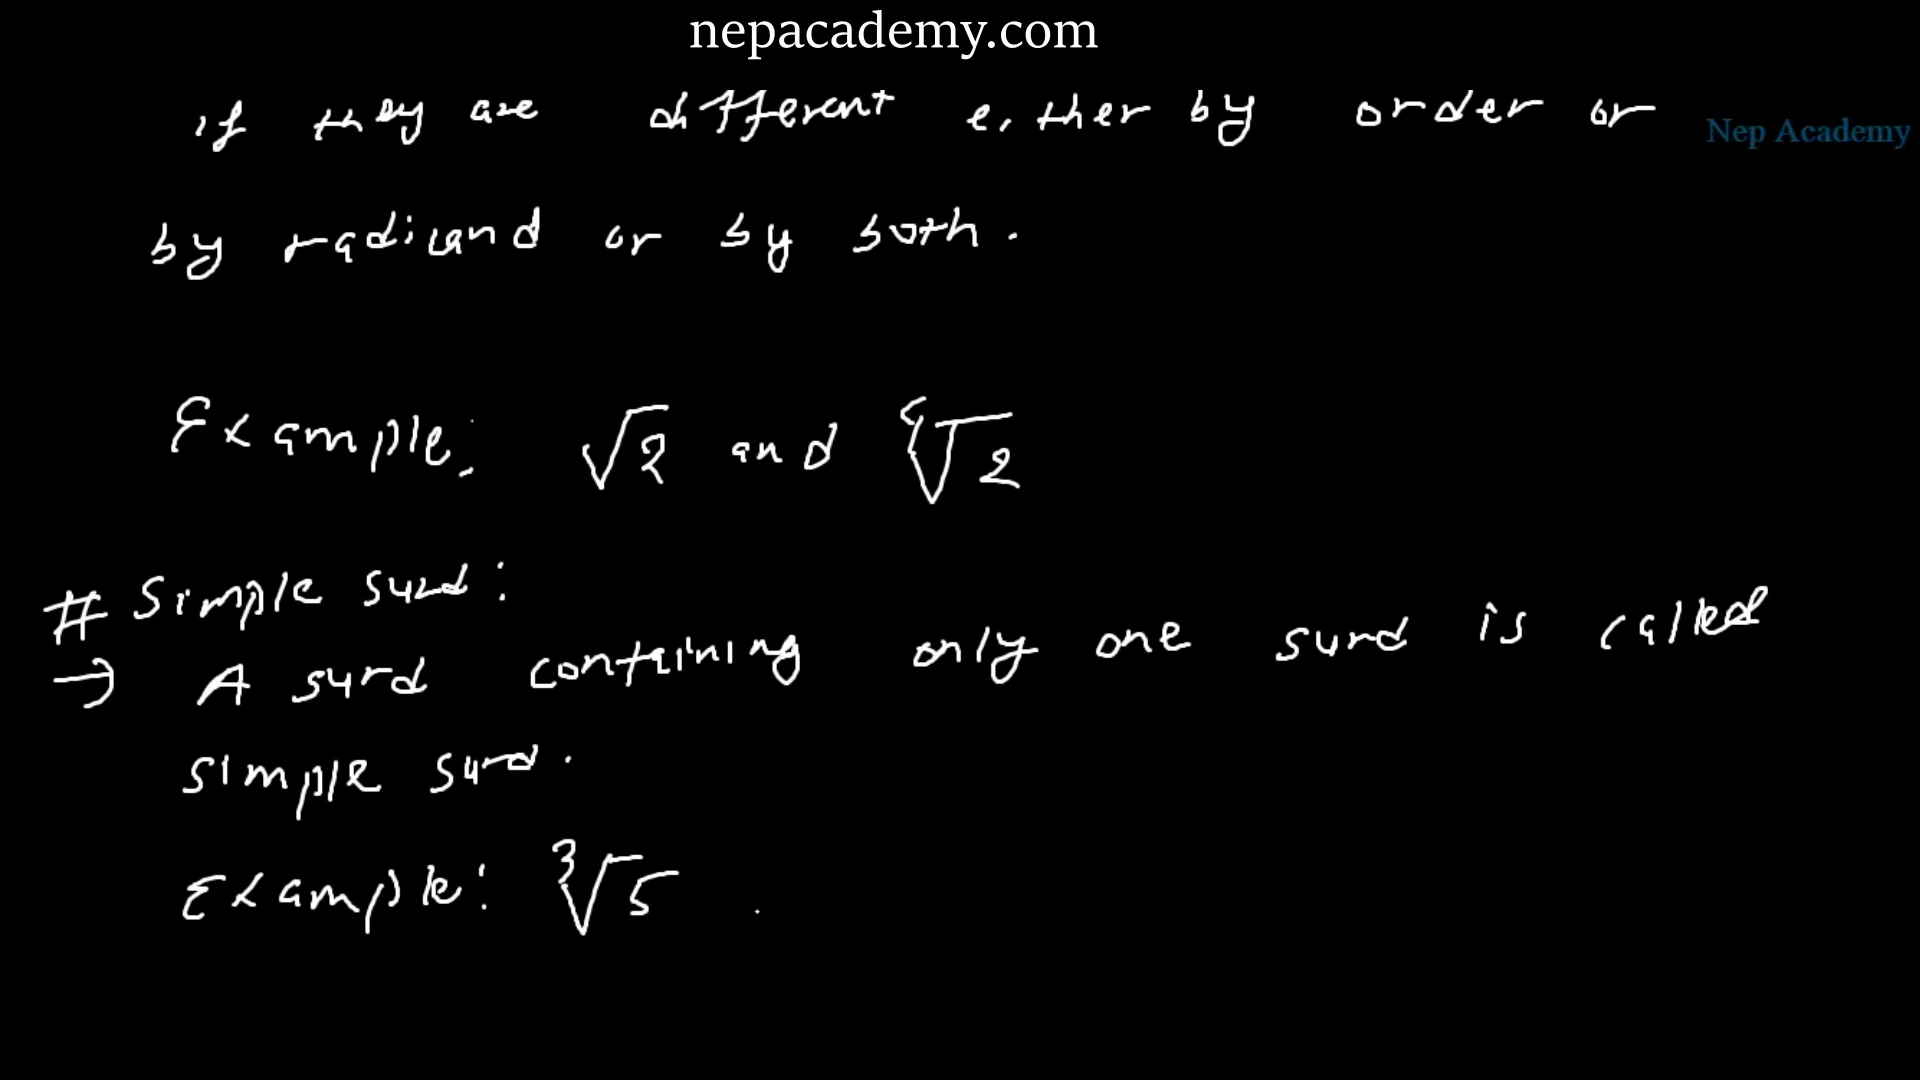 nepacademy.com
if they are different either by order or
Nep Academy
by radicand or by both.
Example: √2 and √2
# Simple surd:
→ A surd containing only one surd is called
simple surd.
Example: ³√5